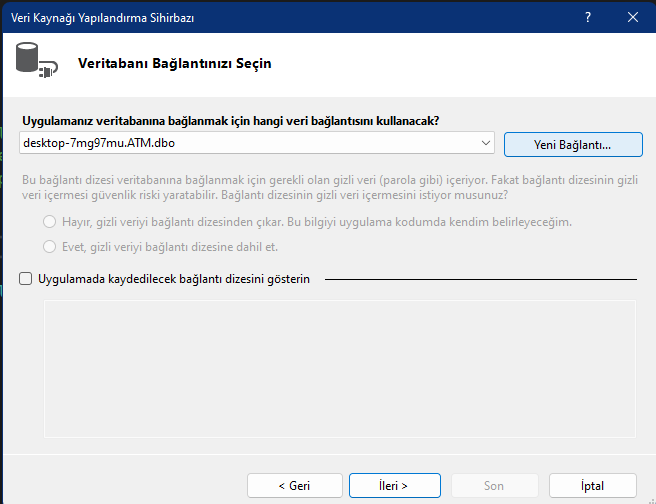 Veri Kaynağı Yapılandırma Sihirbazı
?
Veritabanı Bağlantınızı Seçin
Uygulamanız veritabanına bağlanmak için hangi veri bağlantısını kullanacak?
desktop-7mg97mu.ATM.dbo
Yeni Bağlantı...
Bu bağlantı dizesi veritabanına bağlanmak için gerekli olan gizli veri (parola gibi) içeriyor. Fakat bağlantı dizesinin gizli
veri içermesi güvenlik riski yaratabilir. Bağlantı dizesinin gizli veri içermesini istiyor musunuz?
Hayır, gizli veriyi bağlantı dizesinden çıkar. Bu bilgiyi uygulama kodumda kendim belirleyeceğim.
Evet, gizli veriyi bağlantı dizesine dahil et.
Uygulamada kaydedilecek bağlantı dizesini gösterin
< Geri
İleri >
Son
İptal